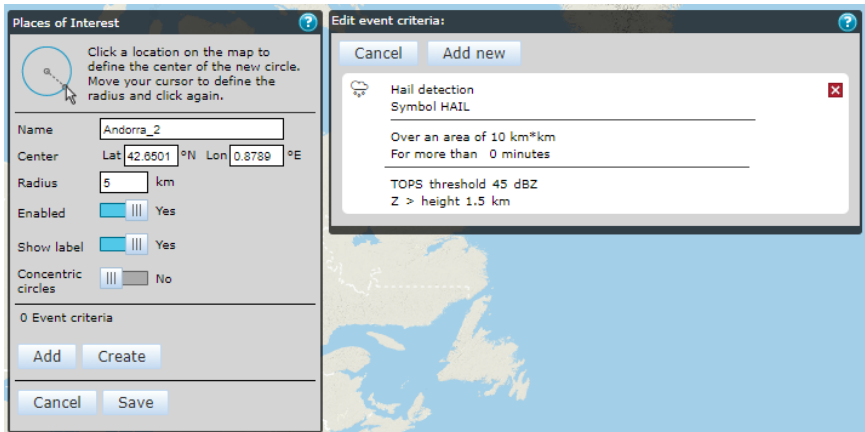 Places of Interest
?
Click a location on the map to
define the center of the new circle.
Move your cursor to define the
radius and click again.
Name Andorra_2
Center Lat 42.6501 ºN Lon 0.8789 ºE
Radius 5 km
Enabled Yes
Show label Yes
Concentric
circles No
0 Event criteria
Add Create
Cancel Save
Edit event criteria:
?
Cancel Add new
Hail detection
Symbol HAIL
Over an area of 10 km*km
For more than 0 minutes
TOPS threshold 45 dBZ
Z > height 1.5 km